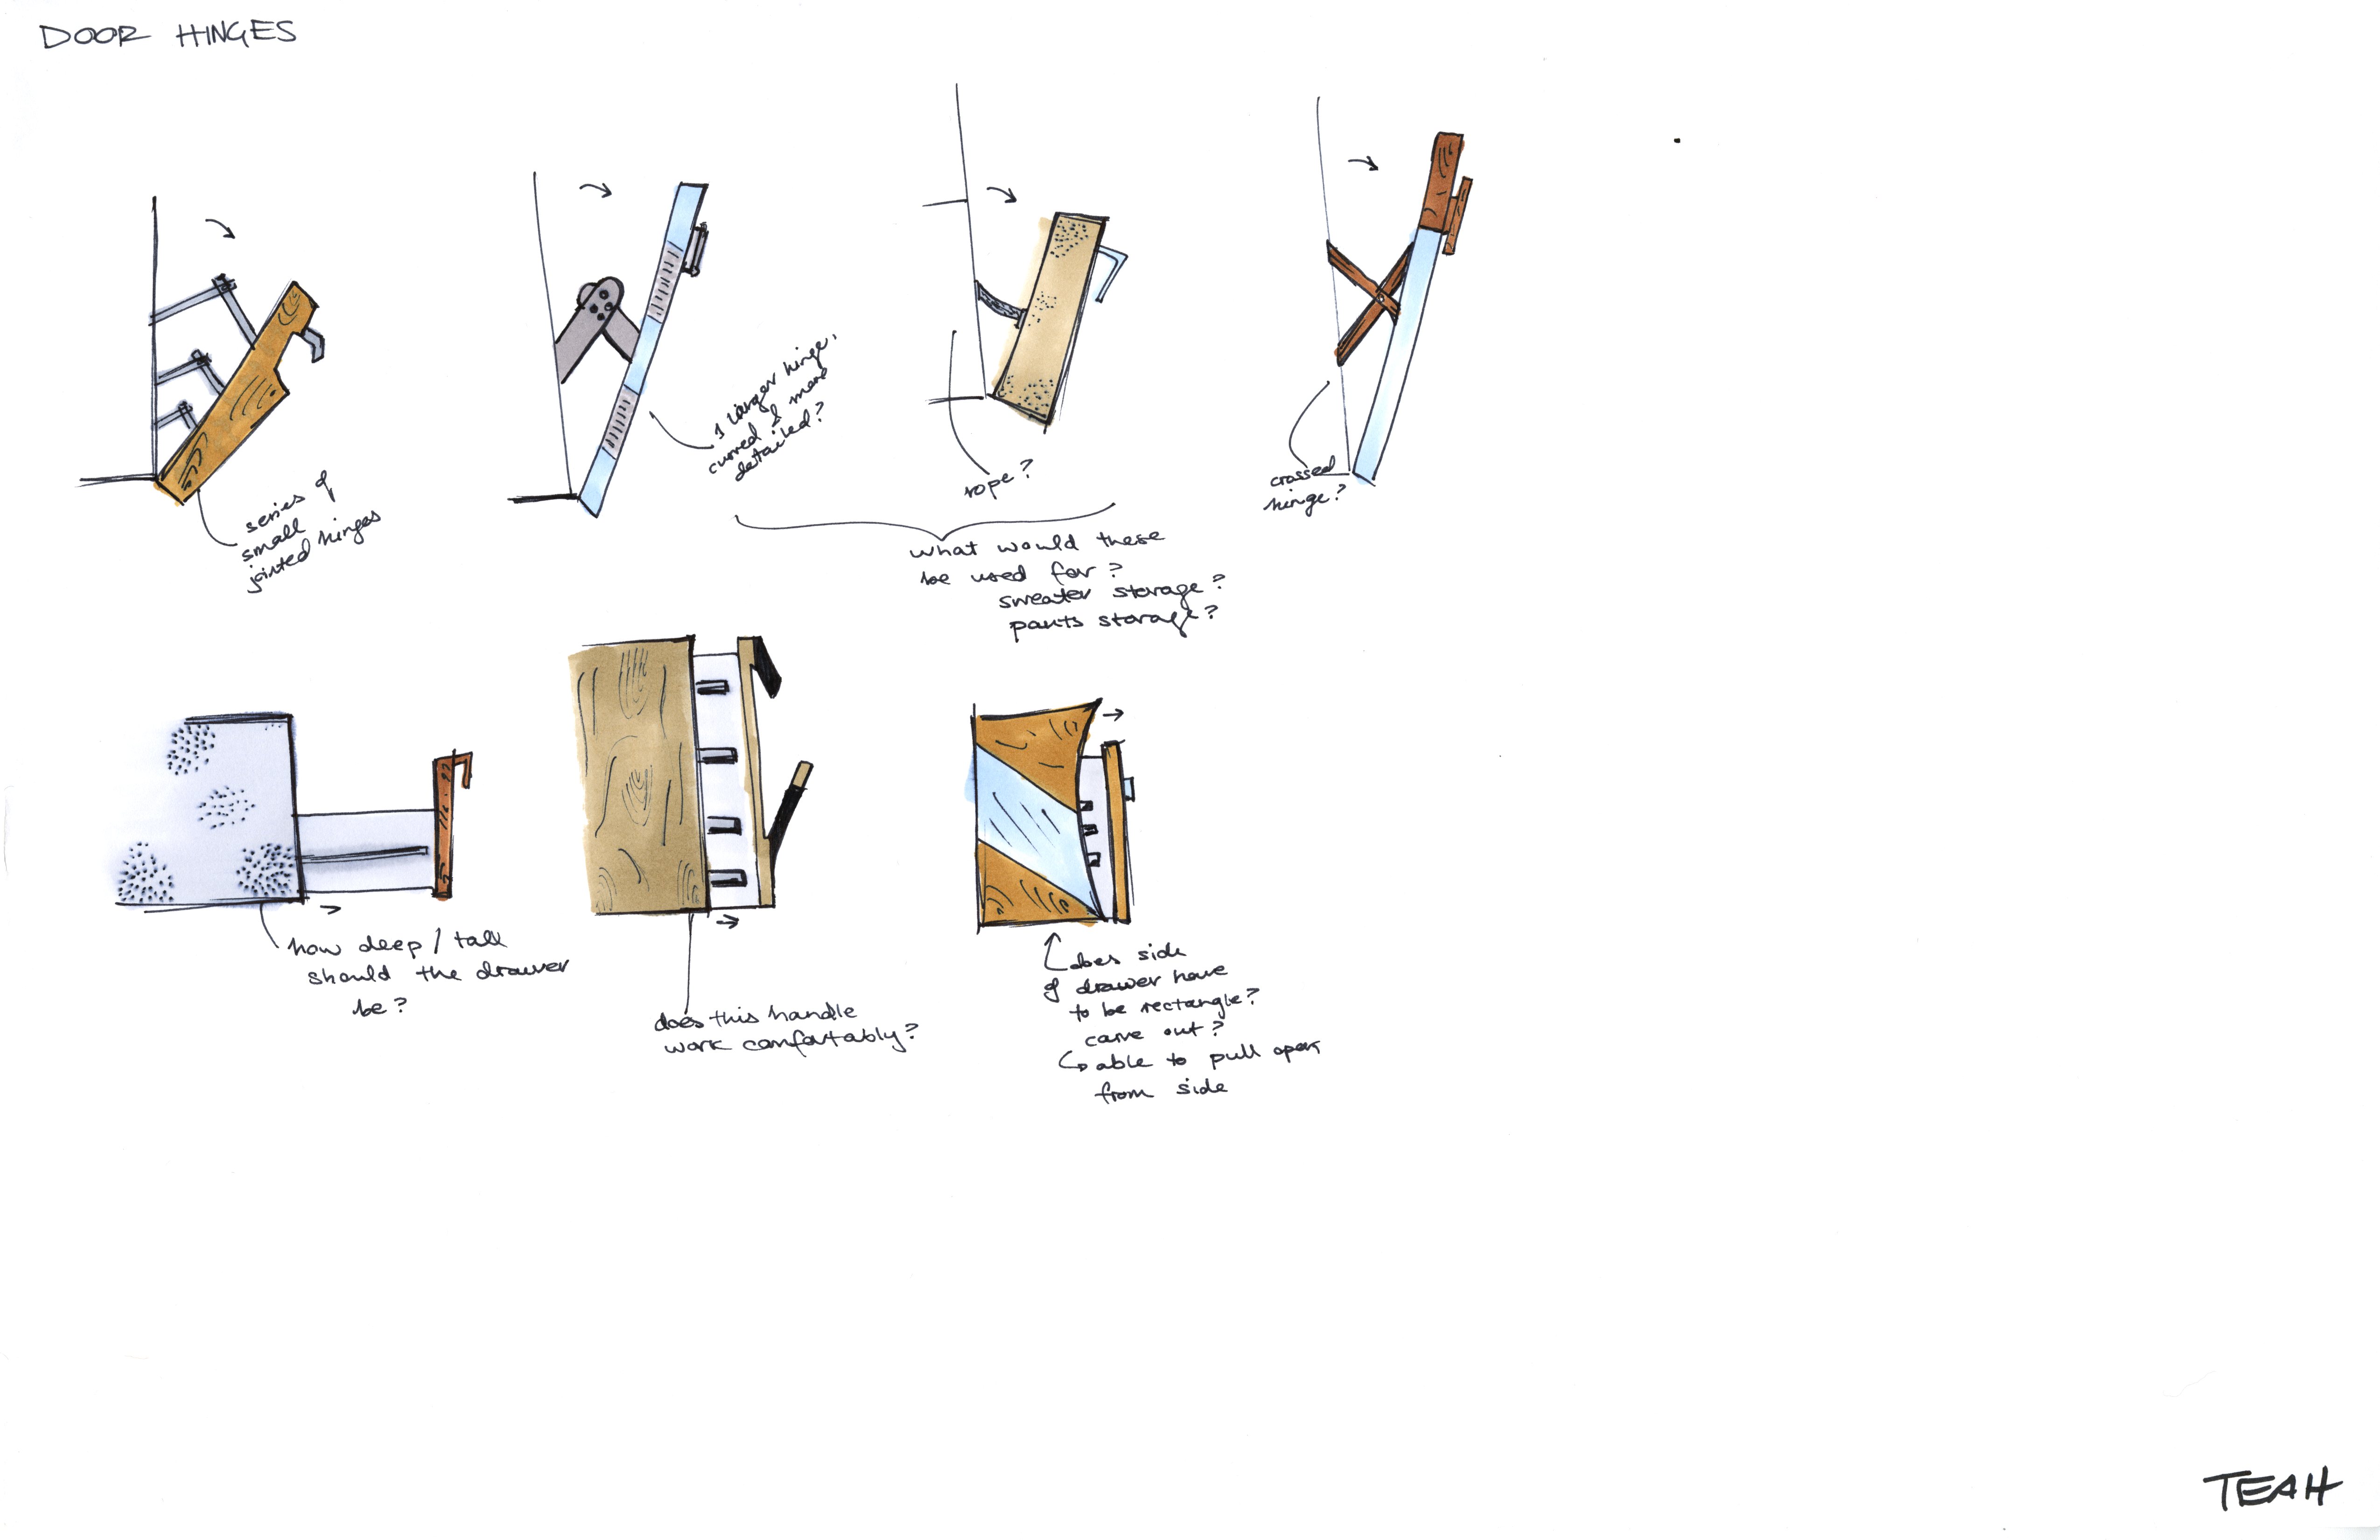 DOOR HINGES
series of
small
jointed hinges
1 larger hinge,
curved & more
detailed?
rope?
crossed
hinge?
what would these
be used for?
sweater storage?
pants storage?
how deep / tall
should the drawer
be?
does this handle
work comfortably?
does side
of drawer have
to be rectangle?
carve out?
↳ able to pull open
from side
TEAH